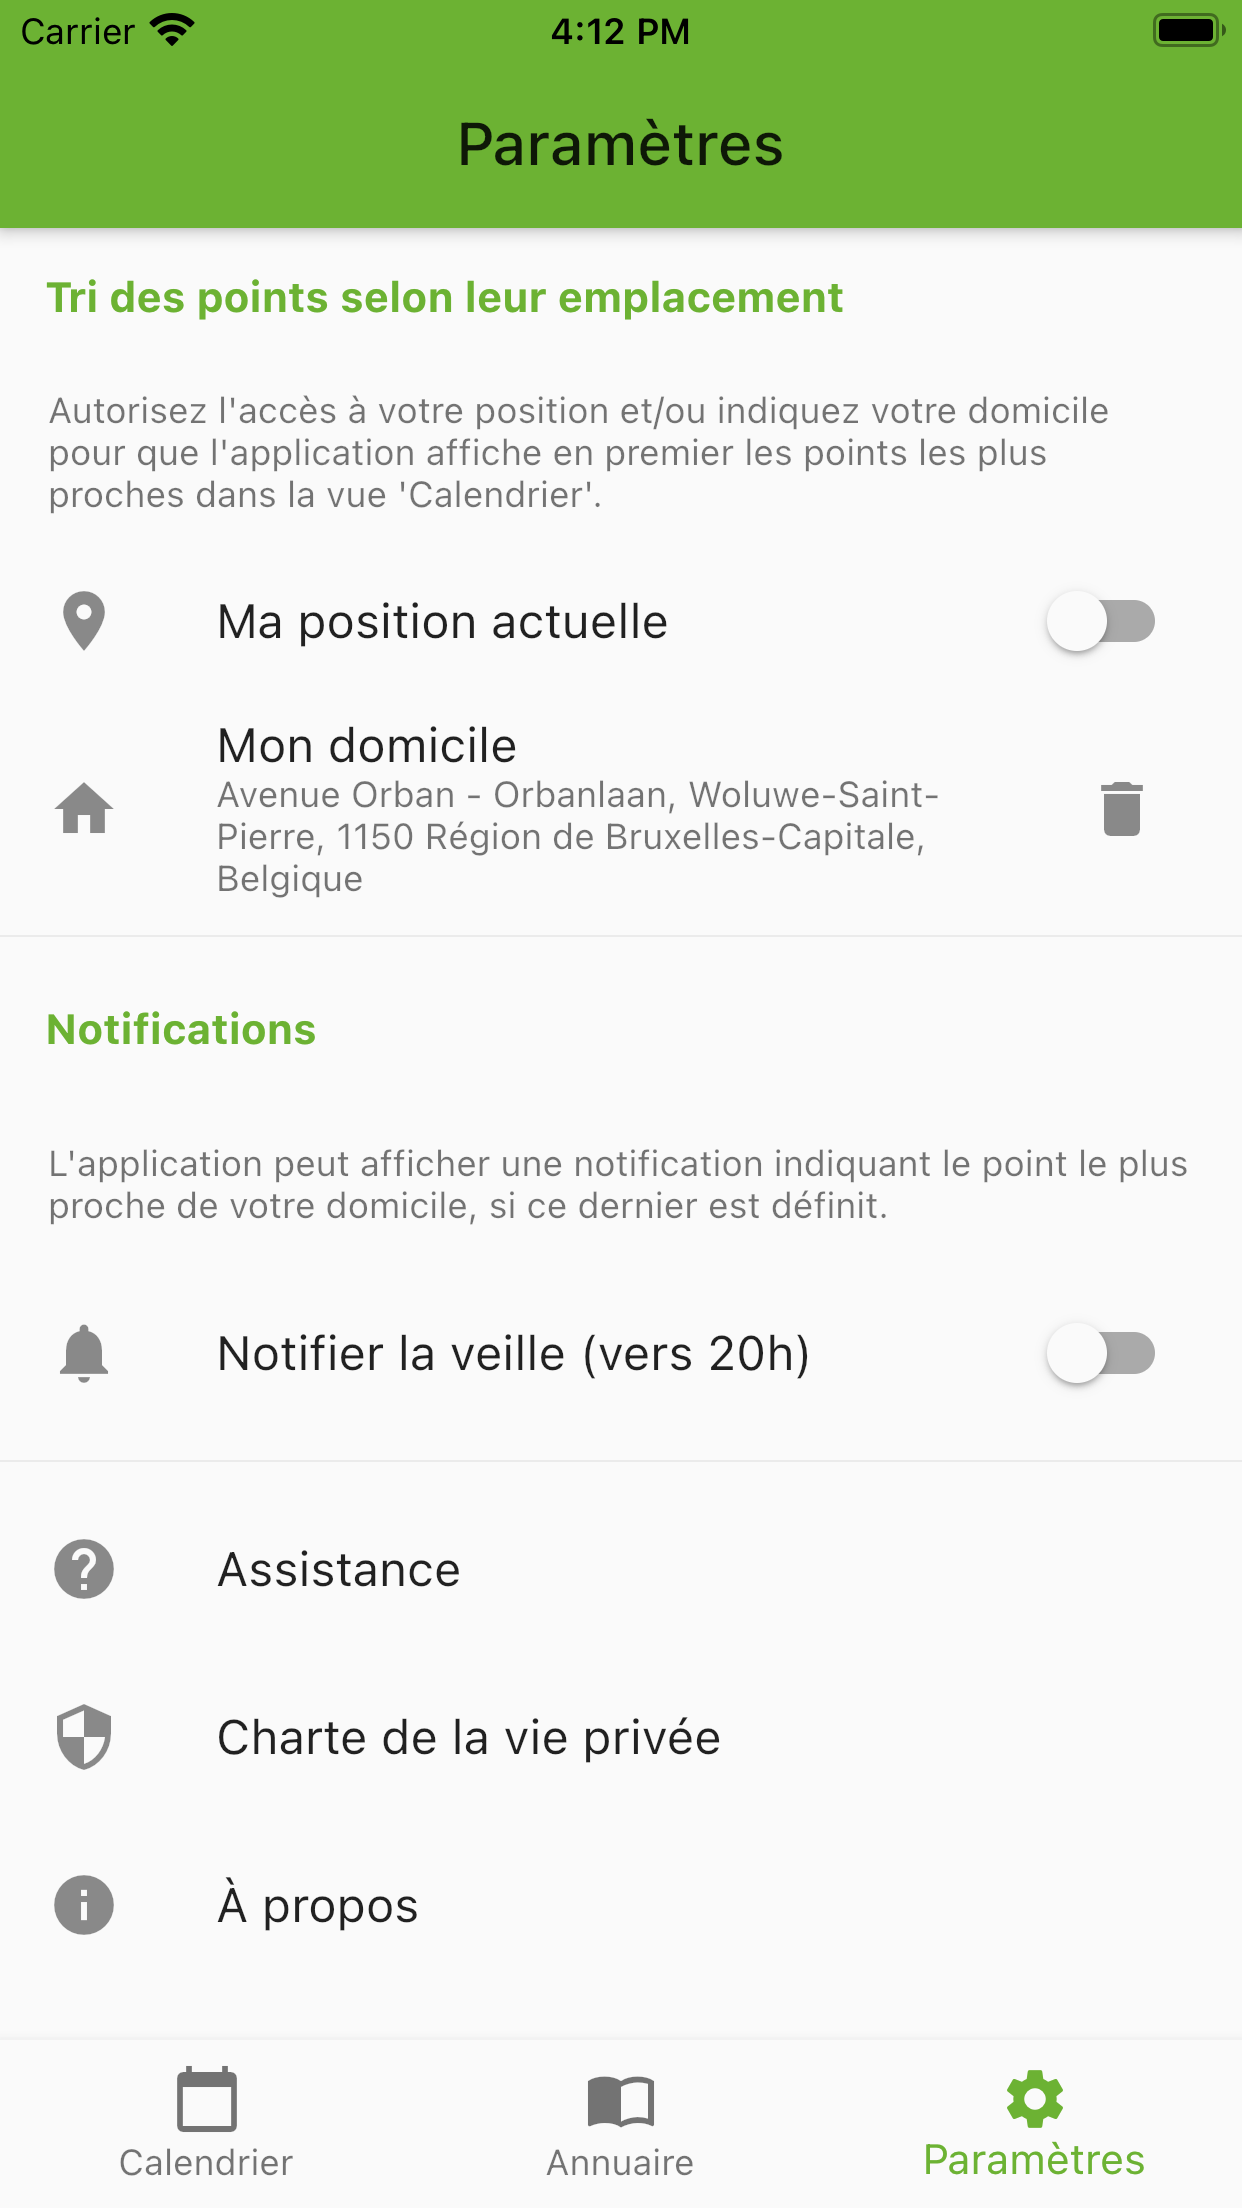 Carrier 4:12 PM
Paramètres
Tri des points selon leur emplacement
Autorisez l'accès à votre position et/ou indiquez votre domicile
pour que l'application affiche en premier les points les plus
proches dans la vue 'Calendrier'.
Ma position actuelle
Mon domicile
Avenue Orban - Orbanlaan, Woluwe-Saint-
Pierre, 1150 Région de Bruxelles-Capitale,
Belgique
Notifications
L'application peut afficher une notification indiquant le point le plus
proche de votre domicile, si ce dernier est définit.
Notifier la veille (vers 20h)
Assistance
Charte de la vie privée
À propos
Calendrier Annuaire Paramètres